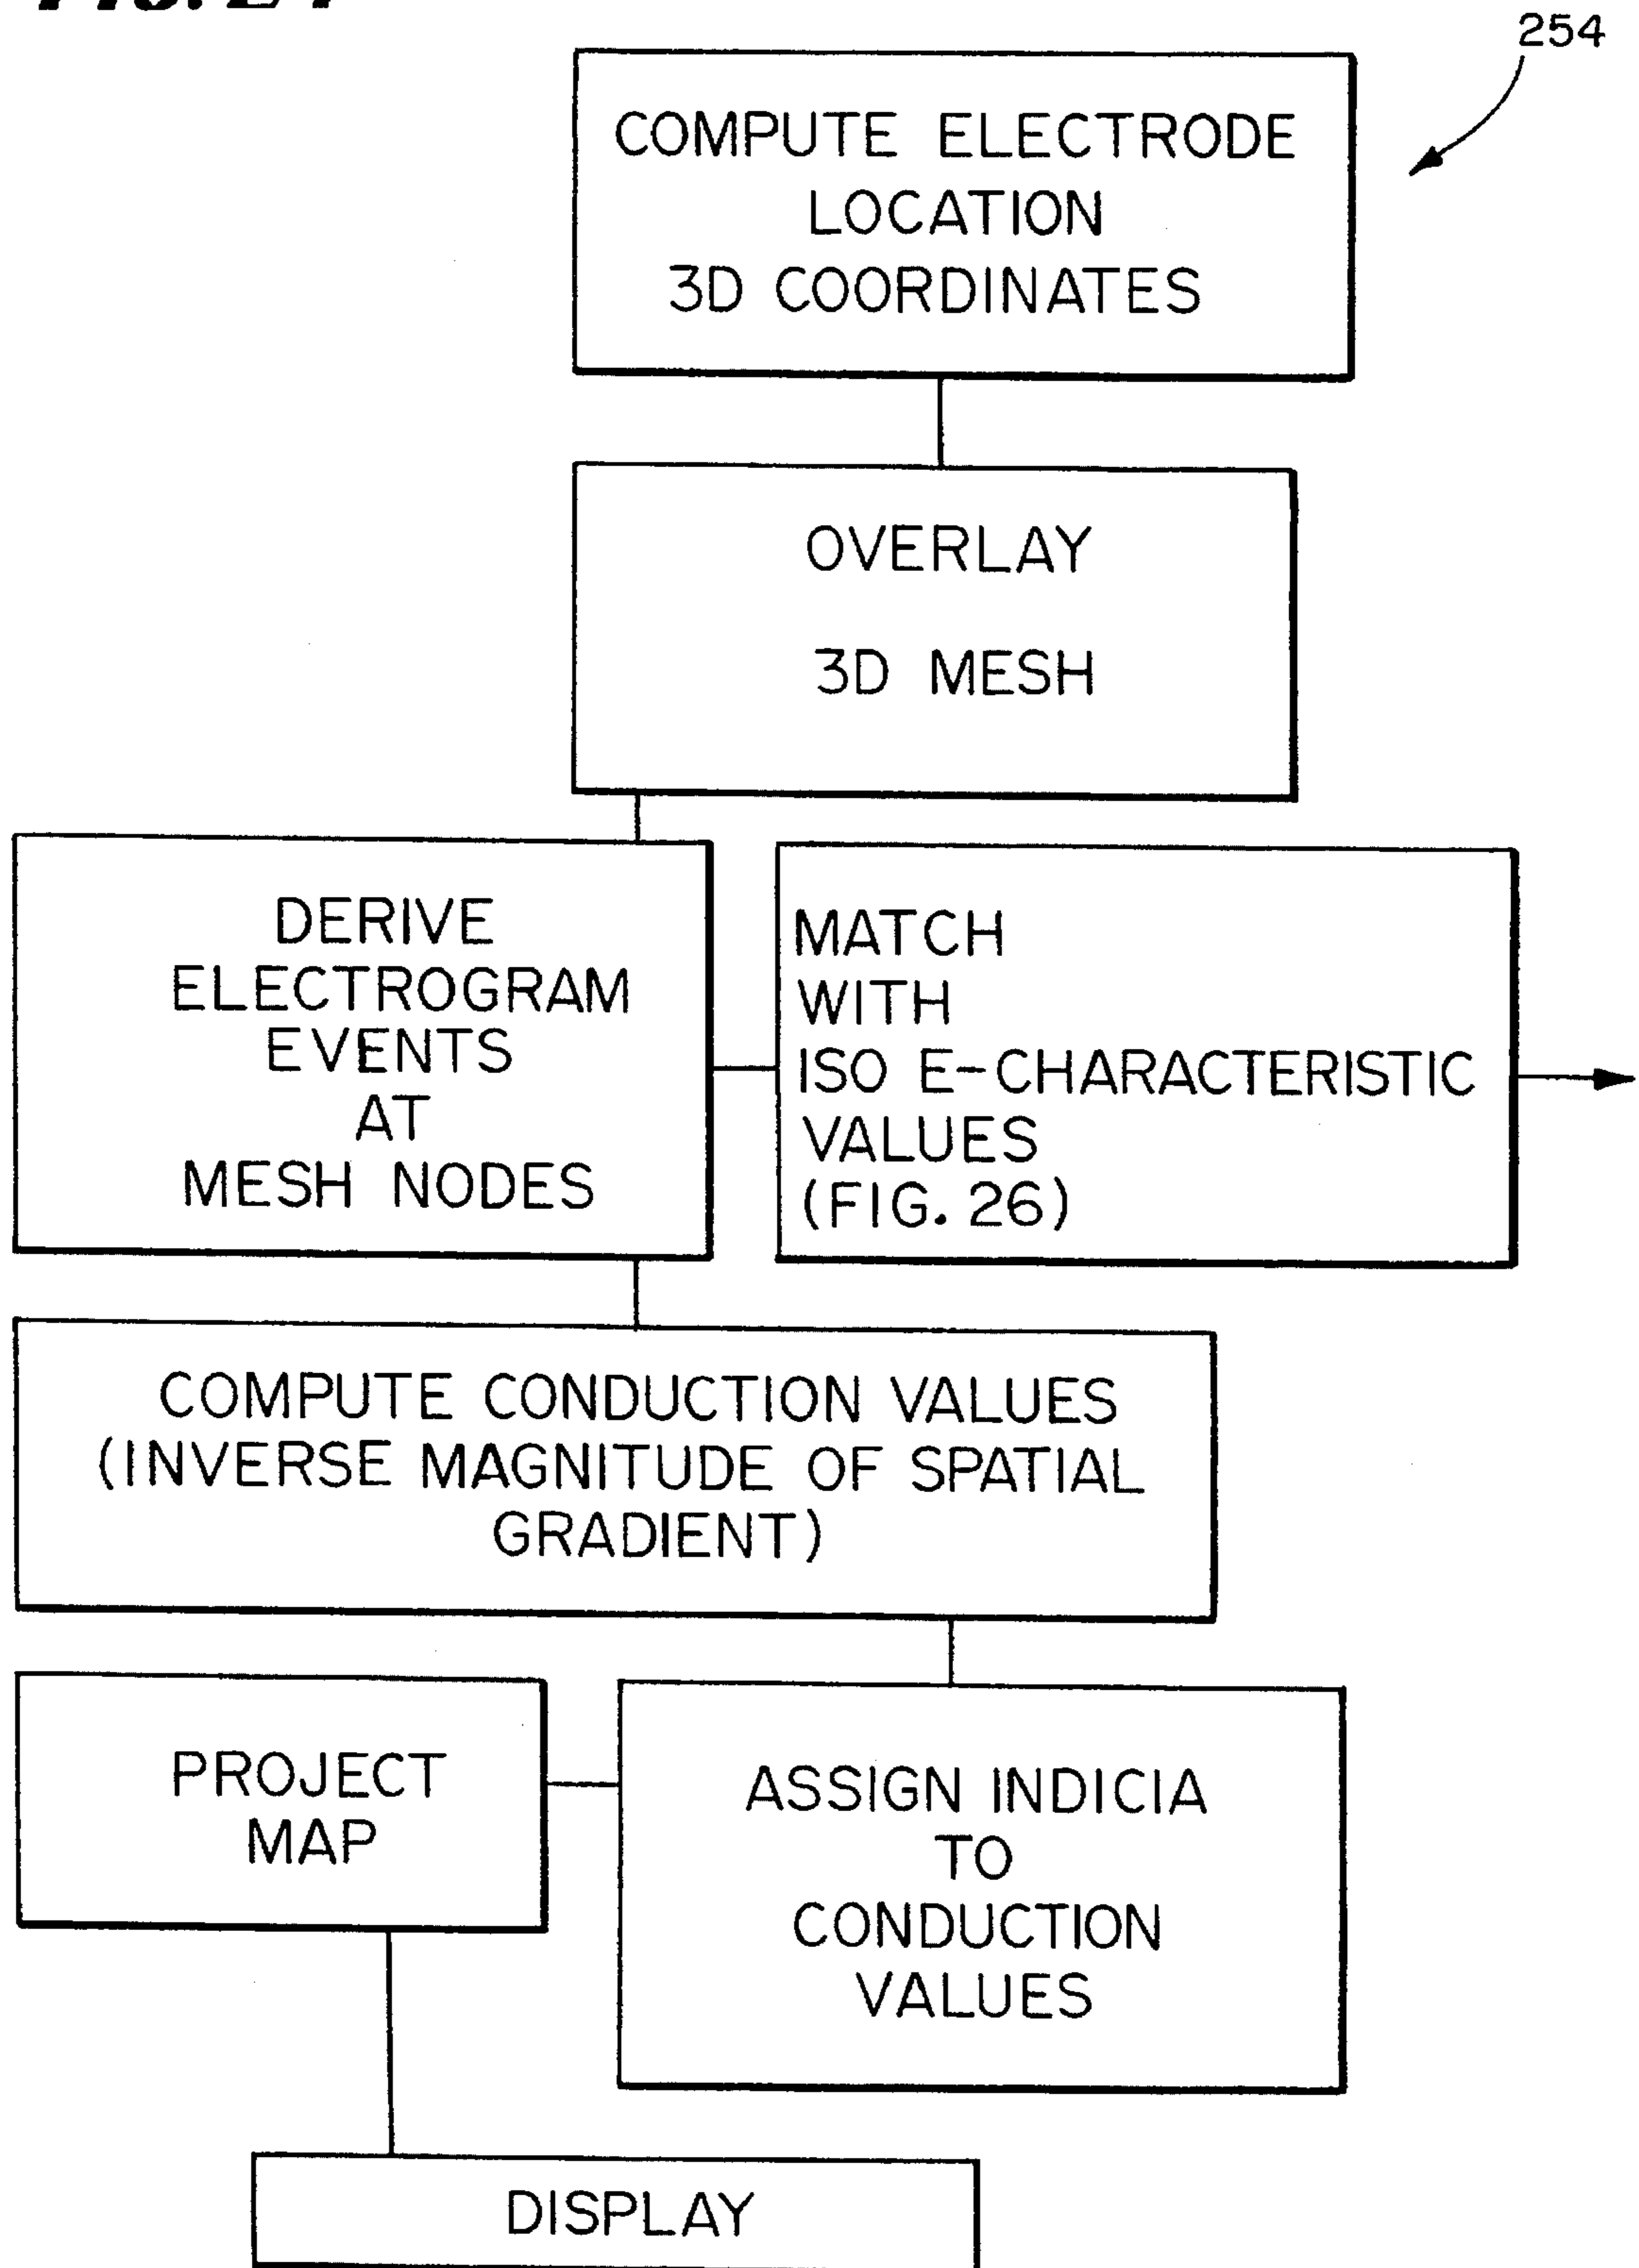 254
COMPUTE ELECTRODE
LOCATION
3D COORDINATES
OVERLAY
3D MESH
DERIVE
ELECTROGRAM
EVENTS
AT
MESH NODES
MATCH
WITH
ISO E-CHARACTERISTIC
VALUES
(FIG. 26)
COMPUTE CONDUCTION VALUES
(INVERSE MAGNITUDE OF SPATIAL
GRADIENT)
PROJECT
MAP
ASSIGN INDICIA
TO
CONDUCTION
VALUES
DISPLAY